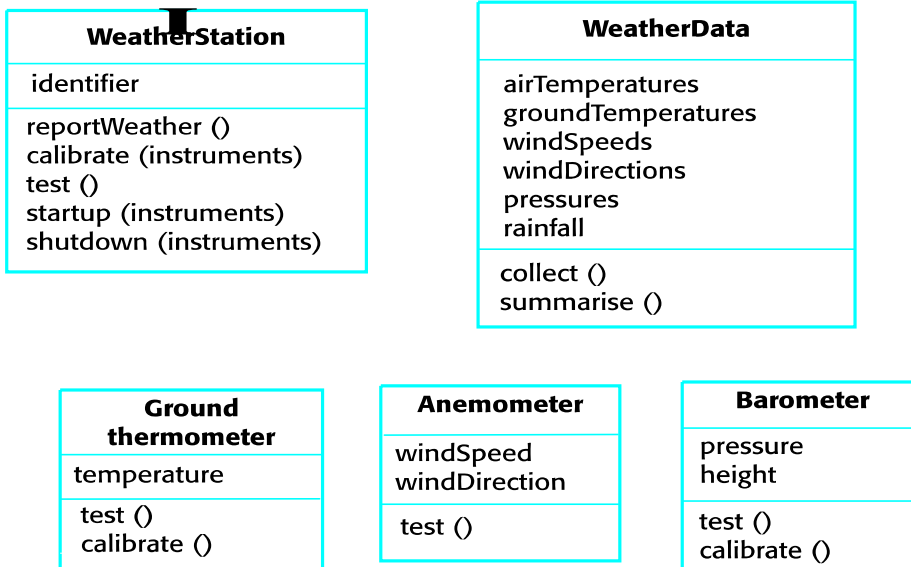 WeatherStation
identifier
reportWeather ()
calibrate (instruments)
test ()
startup (instruments)
shutdown (instruments)
WeatherData
airTemperatures
groundTemperatures
windSpeeds
windDirections
pressures
rainfall
collect ()
summarise ()
Ground
thermometer
temperature
test ()
calibrate ()
Anemometer
windSpeed
windDirection
test ()
Barometer
pressure
height
test ()
calibrate ()